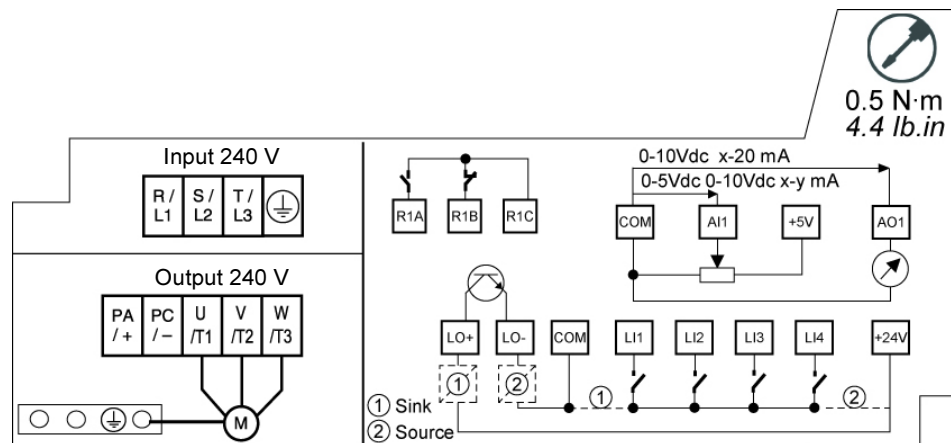 0.5 N·m
4.4 lb.in
Input 240 V
R / L1
S / L2
T / L3
Output 240 V
PA / +
PC / –
U /T1
V /T2
W /T3
M
R1A
R1B
R1C
0-10Vdc x-20 mA
0-5Vdc 0-10Vdc x-y mA
COM
AI1
+5V
AO1
LO+
LO-
COM
LI1
LI2
LI3
LI4
+24V
①
②
①
②
① Sink
② Source